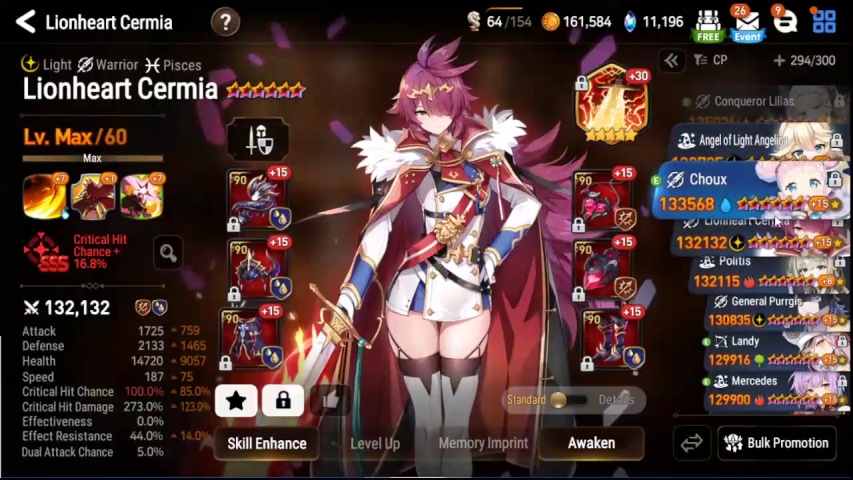 Lionheart Cermia
?
64/154
161,584
11,196
FREE
26
Event
9
Light Warrior Pisces
Lionheart Cermia
Lv. Max/60
Max
+7
+1
+7
SSS
Critical Hit
Chance +
16.8%
132,132
Attack 1725 759
Defense 2133 1465
Health 14720 9057
Speed 187 75
Critical Hit Chance 100.0% 85.0%
Critical Hit Damage 273.0% 123.0%
Effectiveness 0.0%
Effect Resistance 44.0% 14.0%
Dual Attack Chance 5.0%
90 +15
90 +15
90 +15
+30
90 +15
90 +15
90 +15
Standard Details
Skill Enhance
Level Up
Memory Imprint
Awaken
CP
294/300
Conqueror Lilias
Angel of Light Angelica
Choux
133568 +15
Lionheart Cermia
132132 +15
Politis
132115 +8
General Purrgis
130835 +15
Landy
129916 +15
Mercedes
129900 +15
Bulk Promotion